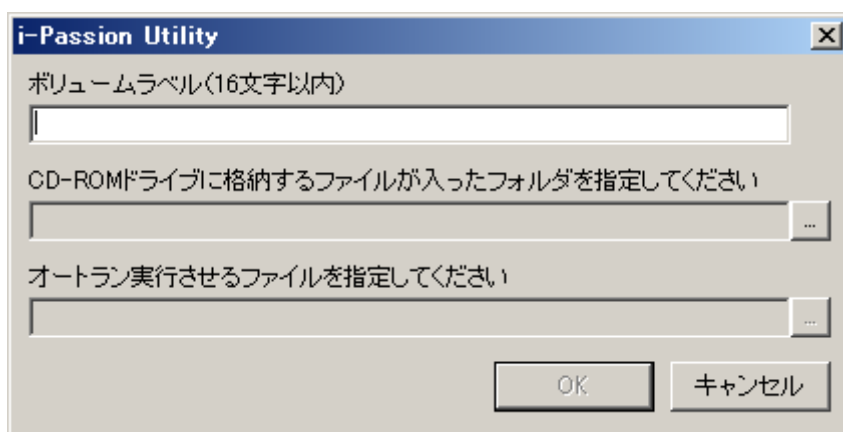 i-Passion Utility
ボリュームラベル(16文字以内)
CD-ROMドライブに格納するファイルが入ったフォルダを指定してください
...
オートラン実行させるファイルを指定してください
...
OK キャンセル